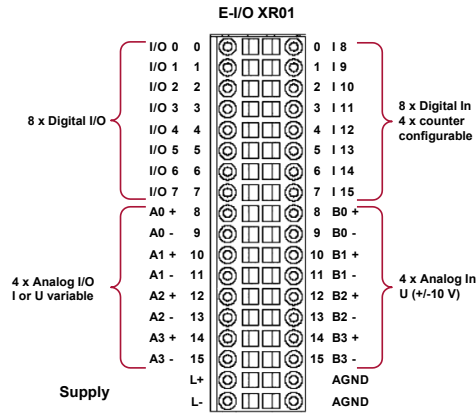 E-I/O XR01
I/O 0 0 0 I 8
I/O 1 1 1 I 9
I/O 2 2 2 I 10
I/O 3 3 3 I 11
8 x Digital I/O
I/O 4 4 4 I 12
I/O 5 5 5 I 13
I/O 6 6 6 I 14
I/O 7 7 7 I 15
8 x Digital In
4 x counter
configurable
A0 + 8 8 B0 +
A0 - 9 9 B0 -
A1 + 10 10 B1 +
A1 - 11 11 B1 -
4 x Analog I/O
I or U variable
A2 + 12 12 B2 +
A2 - 13 13 B2 -
A3 + 14 14 B3 +
A3 - 15 15 B3 -
4 x Analog In
U (+/-10 V)
Supply
L+ AGND
L- AGND